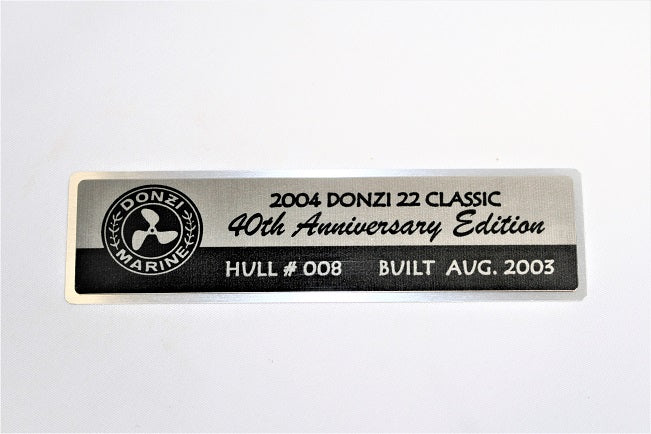 DONZI
MARINE
2004 DONZI 22 CLASSIC
40th Anniversary Edition
HULL # 008 BUILT AUG. 2003